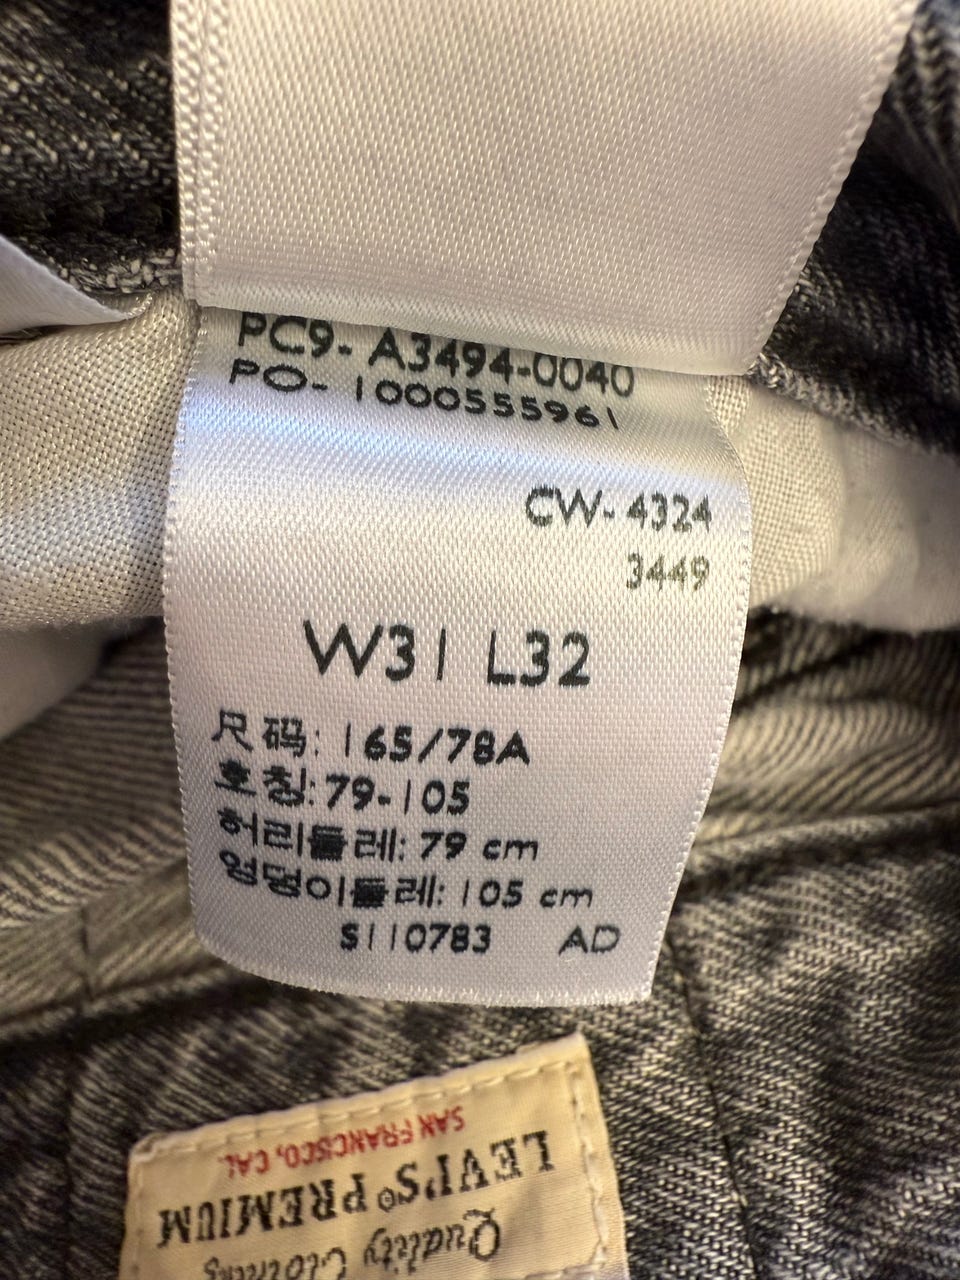 PC9- A3494-0040
PO- 1000555961
CW- 4324
3449
W31 L32
尺码: 165/78A
호칭: 79-105
허리둘레: 79 cm
엉덩이둘레: 105 cm
S110783 AD
SAN FRANCISCO, CAL
LEVI'S® PREMIUM
Quality Clothing